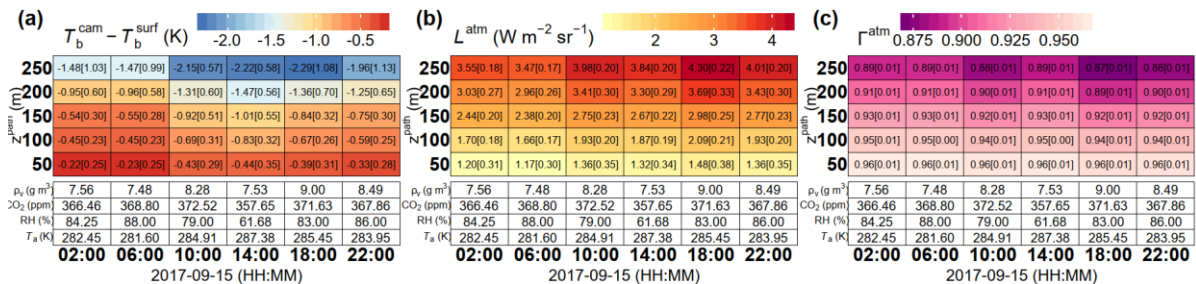 (a) T_b^cam − T_b^surf (K) -2.0 -1.5 -1.0 -0.5
250 -1.48[1.03] -1.47[0.99] -2.15[0.57] -2.22[0.58] -2.29[1.08] -1.96[1.13]
200 -0.95[0.60] -0.96[0.58] -1.31[0.60] -1.47[0.56] -1.36[0.70] -1.25[0.65]
150 -0.54[0.30] -0.55[0.28] -0.92[0.51] -1.01[0.55] -0.84[0.32] -0.75[0.30]
100 -0.45[0.23] -0.45[0.23] -0.69[0.31] -0.83[0.32] -0.67[0.26] -0.59[0.25]
50 -0.22[0.25] -0.23[0.25] -0.43[0.29] -0.44[0.35] -0.39[0.31] -0.33[0.28]
z^path (m)
ρ_v (g m³) 7.56 7.48 8.28 7.53 9.00 8.49
CO₂ (ppm) 366.46 368.80 372.52 357.65 371.63 367.86
RH (%) 84.25 88.00 79.00 61.68 83.00 86.00
T_a (K) 282.45 281.60 284.91 287.38 285.45 283.95
02:00 06:00 10:00 14:00 18:00 22:00
2017-09-15 (HH:MM)
(b) L^atm (W m⁻² sr⁻¹) 2 3 4
250 3.55[0.18] 3.47[0.17] 3.98[0.20] 3.84[0.20] 4.30[0.22] 4.01[0.20]
200 3.03[0.27] 2.96[0.26] 3.41[0.30] 3.30[0.29] 3.69[0.33] 3.43[0.30]
150 2.44[0.20] 2.38[0.20] 2.75[0.23] 2.67[0.22] 2.98[0.25] 2.77[0.23]
100 1.70[0.18] 1.66[0.17] 1.93[0.20] 1.87[0.19] 2.09[0.21] 1.93[0.20]
50 1.20[0.31] 1.17[0.30] 1.36[0.35] 1.32[0.34] 1.48[0.38] 1.36[0.35]
z^path (m)
ρ_v (g m³) 7.56 7.48 8.28 7.53 9.00 8.49
CO₂ (ppm) 366.46 368.80 372.52 357.65 371.63 367.86
RH (%) 84.25 88.00 79.00 61.68 83.00 86.00
T_a (K) 282.45 281.60 284.91 287.38 285.45 283.95
02:00 06:00 10:00 14:00 18:00 22:00
2017-09-15 (HH:MM)
(c) Γ^atm 0.875 0.900 0.925 0.950
250 0.89[0.01] 0.89[0.01] 0.88[0.01] 0.89[0.01] 0.87[0.01] 0.88[0.01]
200 0.91[0.01] 0.91[0.01] 0.90[0.01] 0.91[0.01] 0.89[0.01] 0.90[0.01]
150 0.93[0.01] 0.93[0.01] 0.92[0.01] 0.93[0.01] 0.92[0.01] 0.92[0.01]
100 0.95[0.00] 0.95[0.00] 0.94[0.01] 0.95[0.00] 0.94[0.01] 0.94[0.01]
50 0.96[0.01] 0.96[0.01] 0.96[0.01] 0.96[0.01] 0.96[0.01] 0.96[0.01]
z^path (m)
ρ_v (g m³) 7.56 7.48 8.28 7.53 9.00 8.49
CO₂ (ppm) 366.46 368.80 372.52 357.65 371.63 367.86
RH (%) 84.25 88.00 79.00 61.68 83.00 86.00
T_a (K) 282.45 281.60 284.91 287.38 285.45 283.95
02:00 06:00 10:00 14:00 18:00 22:00
2017-09-15 (HH:MM)